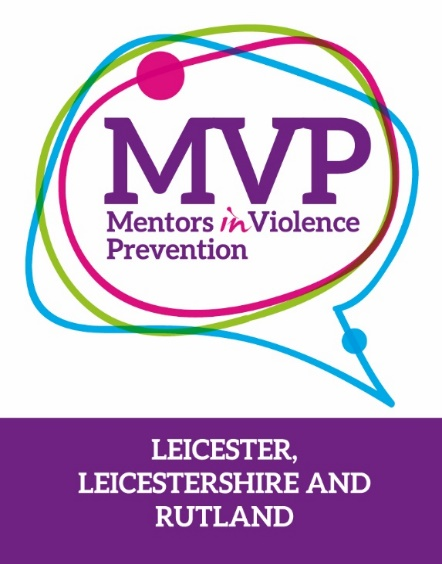 MVP
Mentors in Violence
Prevention
LEICESTER,
LEICESTERSHIRE AND
RUTLAND